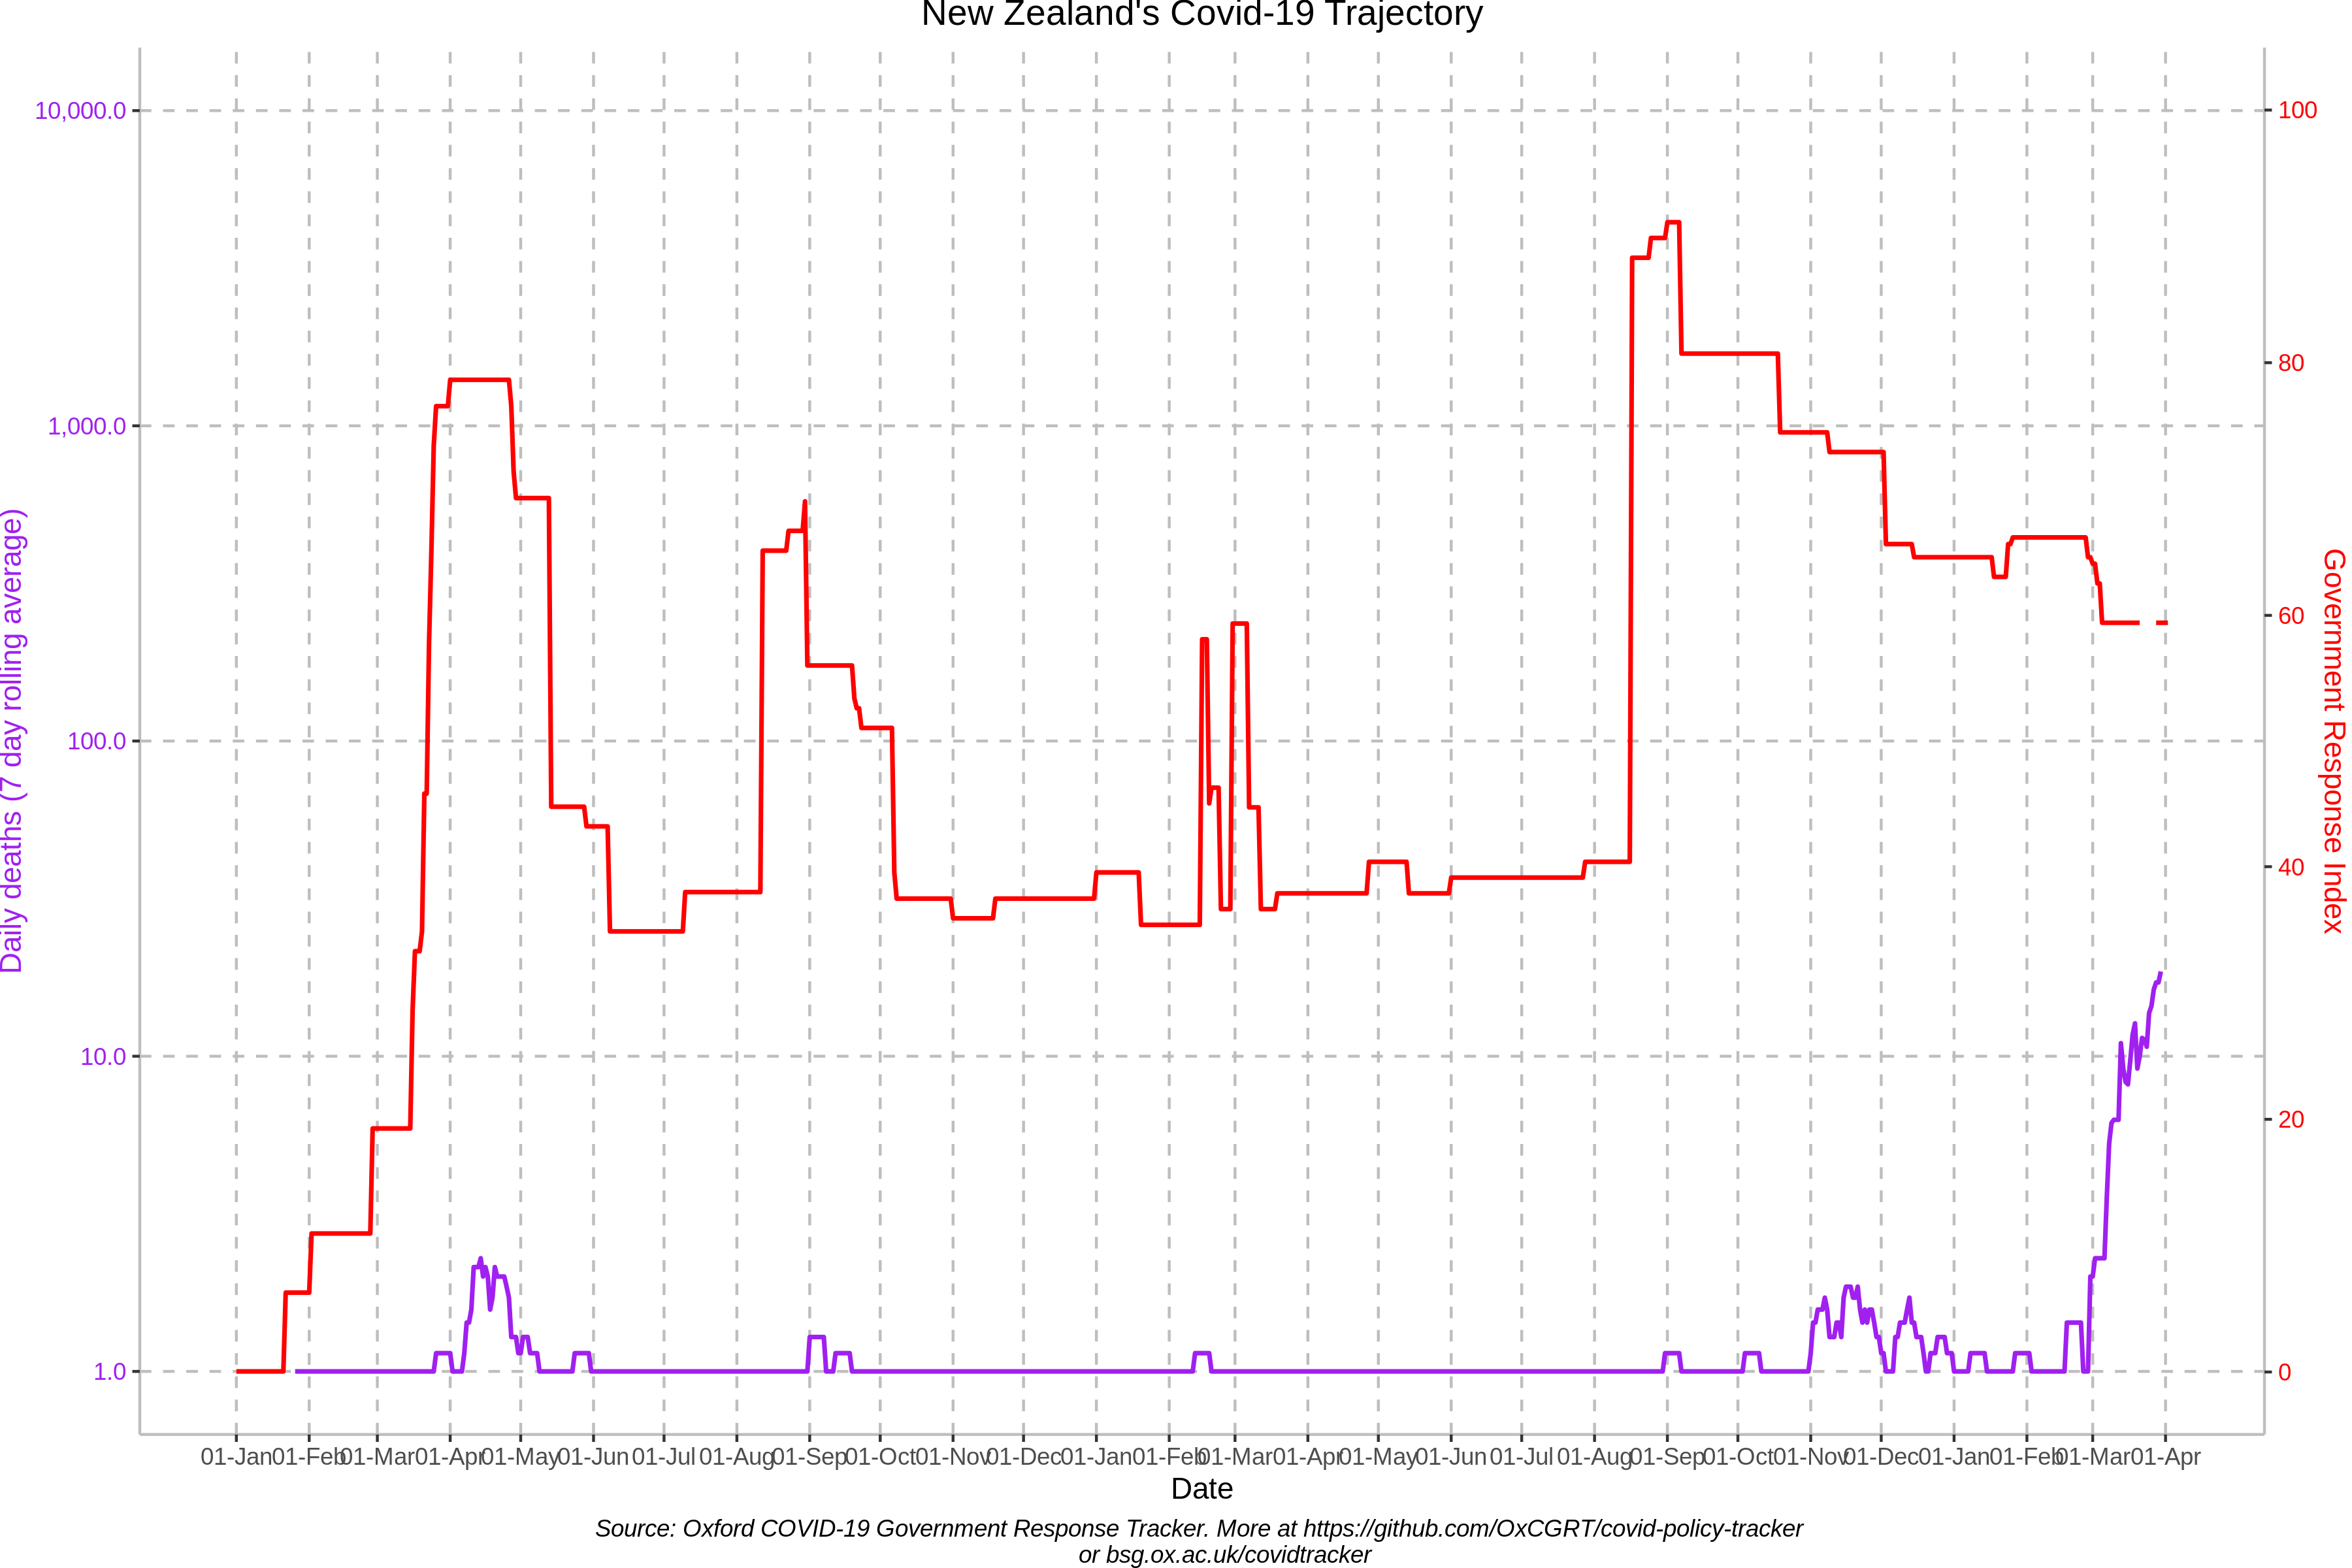 New Zealand's Covid-19 Trajectory
10,000.0
1,000.0
100.0
10.0
1.0
Daily deaths (7 day rolling average)
100
80
60
40
20
0
Government Response Index
01-Jan 01-Feb 01-Mar 01-Apr 01-May 01-Jun 01-Jul 01-Aug 01-Sep 01-Oct 01-Nov 01-Dec 01-Jan 01-Feb 01-Mar 01-Apr 01-May 01-Jun 01-Jul 01-Aug 01-Sep 01-Oct 01-Nov 01-Dec 01-Jan 01-Feb 01-Mar 01-Apr
Date
Source: Oxford COVID-19 Government Response Tracker. More at https://github.com/OxCGRT/covid-policy-tracker
or bsg.ox.ac.uk/covidtracker